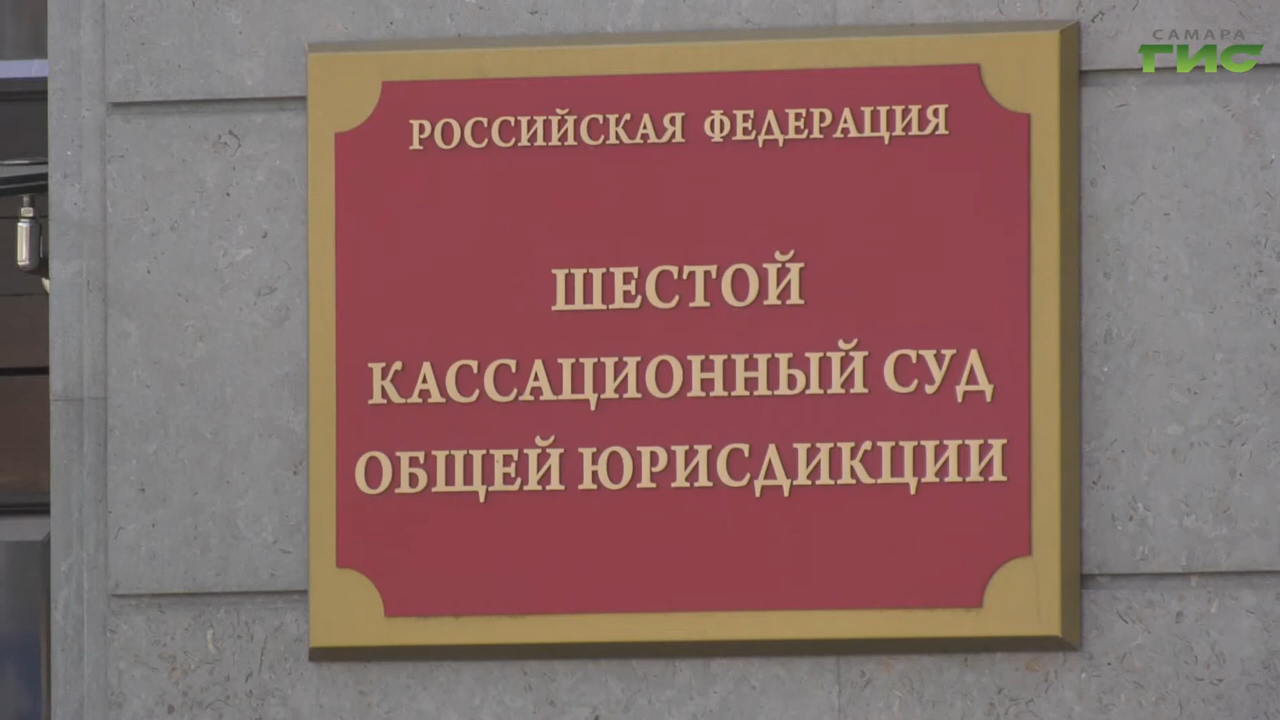 САМАРА
ГИС
РОССИЙСКАЯ ФЕДЕРАЦИЯ
ШЕСТОЙ
КАССАЦИОННЫЙ СУД
ОБЩЕЙ ЮРИСДИКЦИИ